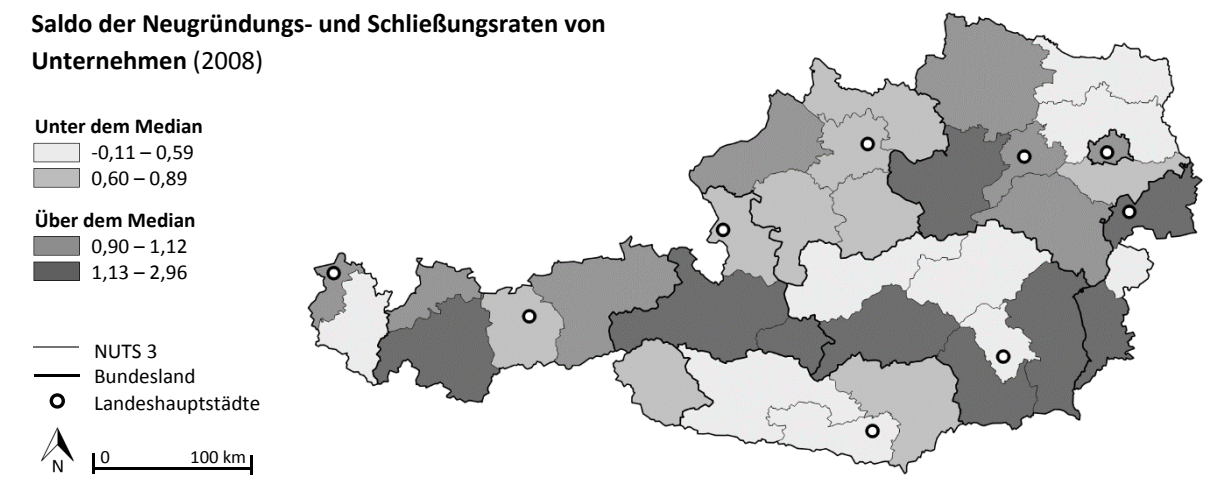 Saldo der Neugründungs- und Schließungsraten von
Unternehmen (2008)
Unter dem Median
-0,11 – 0,59
0,60 – 0,89
Über dem Median
0,90 – 1,12
1,13 – 2,96
NUTS 3
Bundesland
Landeshauptstädte
N
0 100 km